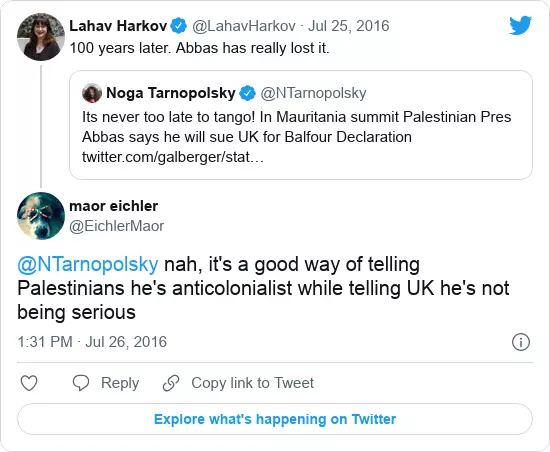 Lahav Harkov @LahavHarkov · Jul 25, 2016
100 years later. Abbas has really lost it.
Noga Tarnopolsky @NTarnopolsky
Its never too late to tango! In Mauritania summit Palestinian Pres
Abbas says he will sue UK for Balfour Declaration
twitter.com/galberger/stat…
maor eichler
@EichlerMaor
@NTarnopolsky nah, it's a good way of telling
Palestinians he's anticolonialist while telling UK he's not
being serious
1:31 PM · Jul 26, 2016
Reply Copy link to Tweet
Explore what's happening on Twitter